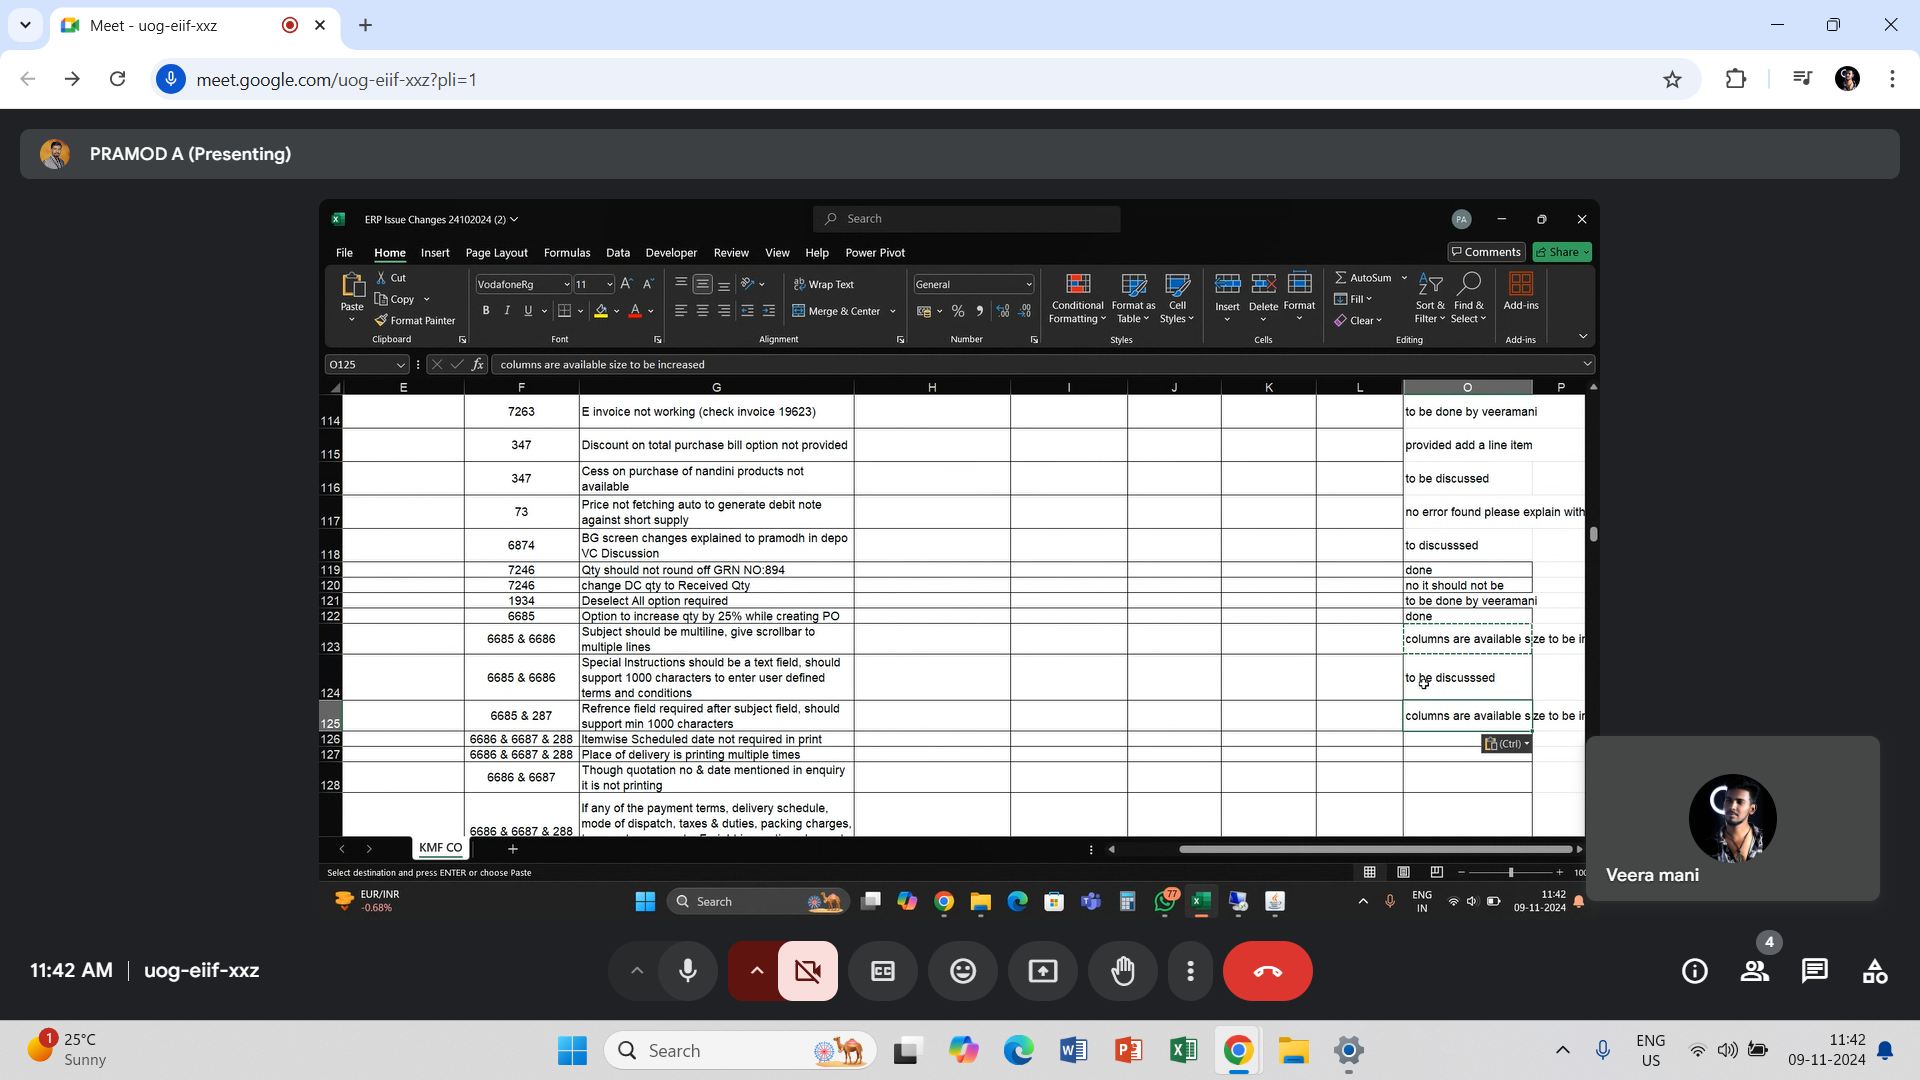 Meet - uog-eiif-xxz
meet.google.com/uog-eiif-xxz?pli=1
PRAMOD A (Presenting)
ERP Issue Changes 24102024 (2)
Search
PA
File Home Insert Page Layout Formulas Data Developer Review View Help Power Pivot
Comments
Share
Paste
Cut
Copy
Format Painter
Clipboard
VodafoneRg 11
B I U
Font
Wrap Text
Merge & Center
Alignment
General
Number
Conditional Formatting
Format as Table
Cell Styles
Styles
Insert
Delete
Format
Cells
AutoSum
Fill
Clear
Sort & Filter
Find & Select
Editing
Add-ins
Add-ins
O125
fx
columns are available size to be increased
E F G H I J K L O P
114 7263 E invoice not working (check invoice 19623) to be done by veeramani
115 347 Discount on total purchase bill option not provided provided add a line item
116 347 Cess on purchase of nandini products not
available to be discussed
117 73 Price not fetching auto to generate debit note
against short supply no error found please explain with
118 6874 BG screen changes explained to pramodh in depo
VC Discussion to discusssed
119 7246 Qty should not round off GRN NO:894 done
120 7246 change DC qty to Received Qty no it should not be
121 1934 Deselect All option required to be done by veeramani
122 6685 Option to increase qty by 25% while creating PO done
123 6685 & 6686 Subject should be multiline, give scrollbar to
multiple lines columns are available size to be in
124 6685 & 6686 Special Instructions should be a text field, should
support 1000 characters to enter user defined
terms and conditions to be discusssed
125 6685 & 287 Refrence field required after subject field, should
support min 1000 characters columns are available size to be in
126 6686 & 6687 & 288 Itemwise Scheduled date not required in print
127 6686 & 6687 & 288 Place of delivery is printing multiple times
(Ctrl)
128 6686 & 6687 Though quotation no & date mentioned in enquiry
it is not printing
6686 & 6687 & 288 If any of the payment terms, delivery schedule,
mode of dispatch, taxes & duties, packing charges,
KMF CO
Select destination and press ENTER or choose Paste
100
EUR/INR
-0.68%
Search
77
ENG
IN
11:42
09-11-2024
Veera mani
11:42 AM | uog-eiif-xxz
4
1
25°C
Sunny
Search
ENG
US
11:42
09-11-2024